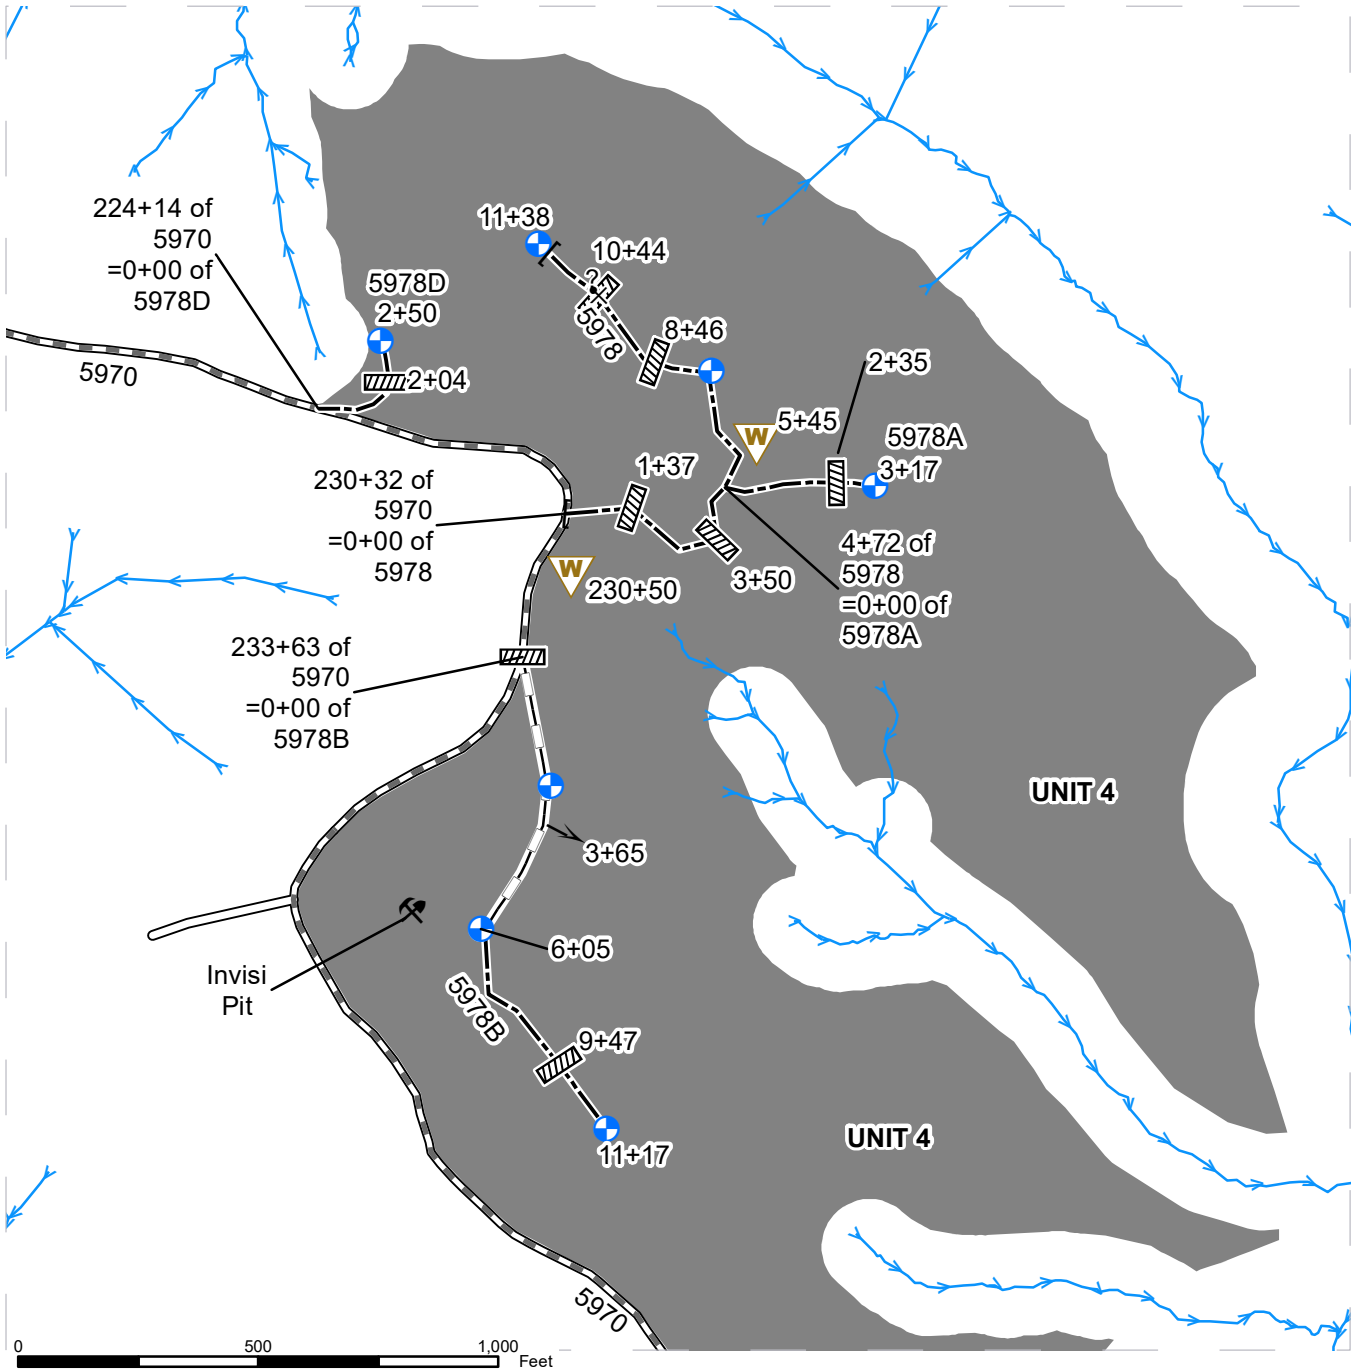 224+14 of
5970
=0+00 of
5978D
11+38
10+44
2
5978
5978D
2+50
8+46
2+35
2+04
5970
5+45
5978A
3+17
W
1+37
230+32 of
5970
=0+00 of
5978
W
230+50
3+50
4+72 of
5978
=0+00 of
5978A
233+63 of
5970
=0+00 of
5978B
UNIT 4
3+65
6+05
Invisi
Pit
5978B
9+47
UNIT 4
11+17
5970
0 500 1,000
Feet